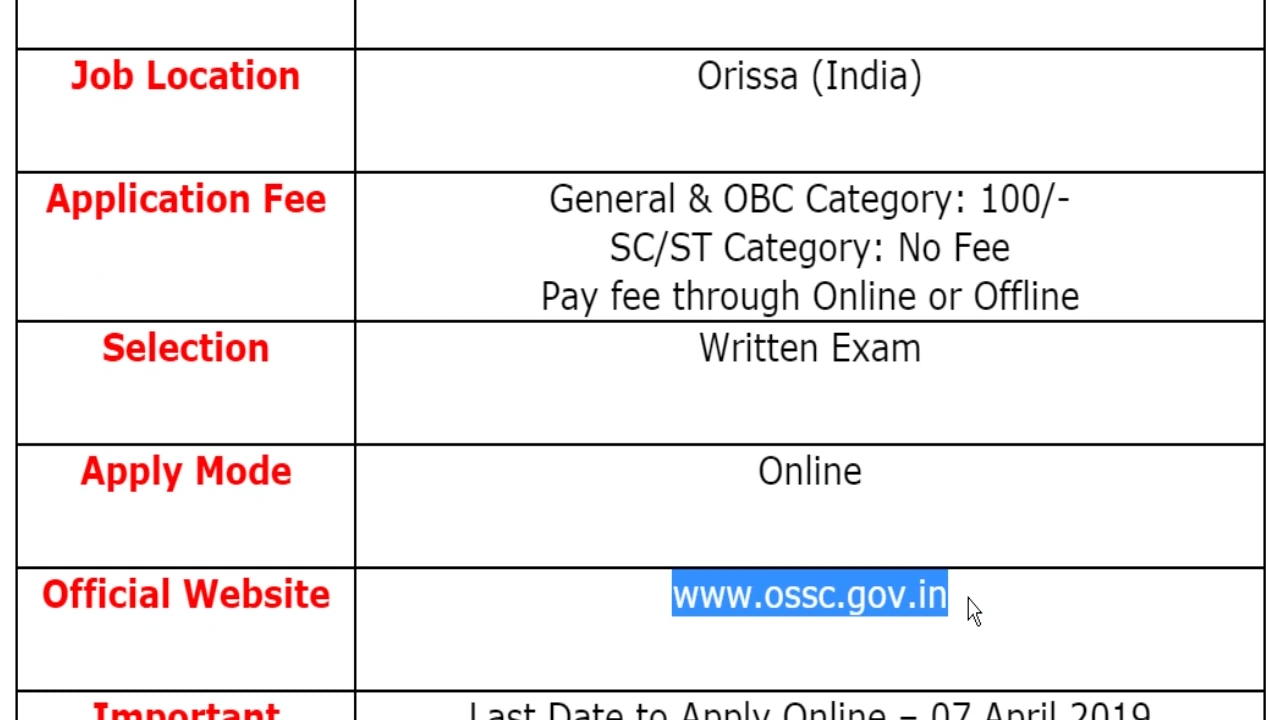 Job Location
Orissa (India)
Application Fee
General & OBC Category: 100/-
SC/ST Category: No Fee
Pay fee through Online or Offline
Selection
Written Exam
Apply Mode
Online
Official Website
www.ossc.gov.in
Important
Last Date to Apply Online – 07 April 2019